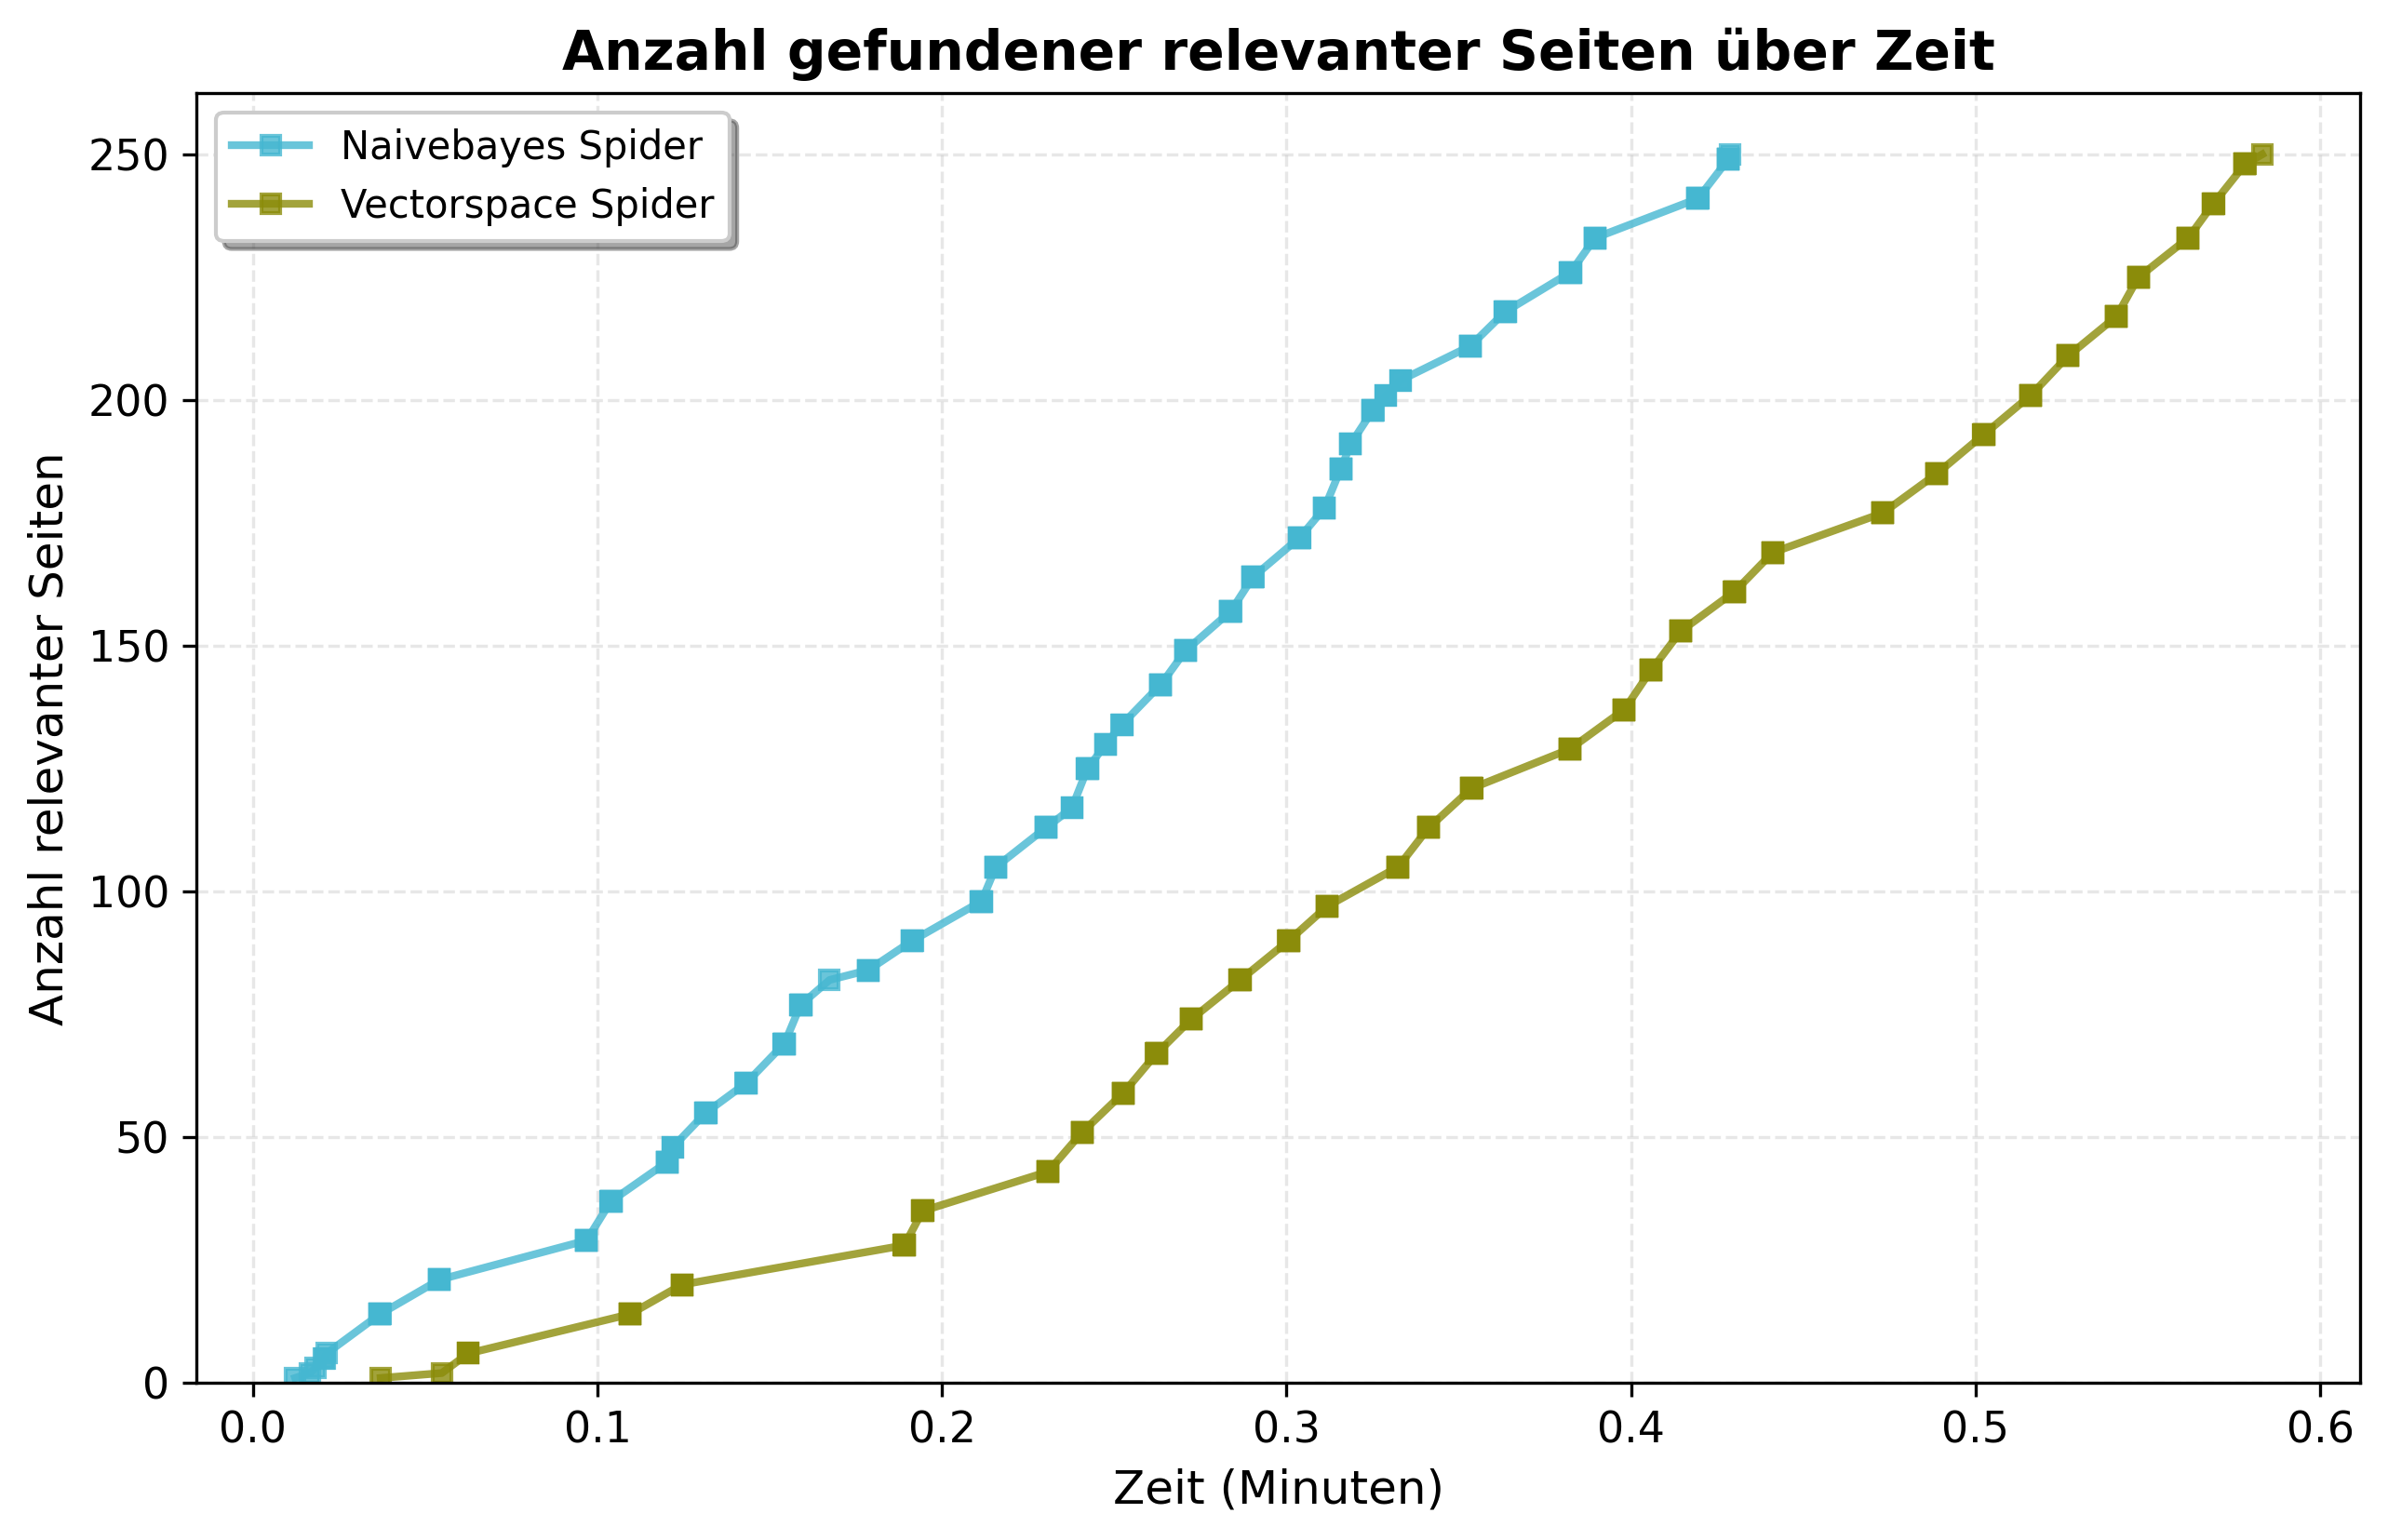 Anzahl gefundener relevanter Seiten über Zeit
Naivebayes Spider
Vectorspace Spider
Anzahl relevanter Seiten
250
200
150
100
50
0
0.0 0.1 0.2 0.3 0.4 0.5 0.6
Zeit (Minuten)